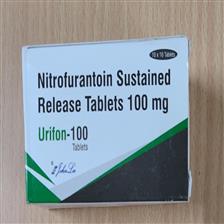 10 x 10 Tablets
Nitrofurantoin Sustained
Release Tablets 100 mg
Urifon-100
Tablets